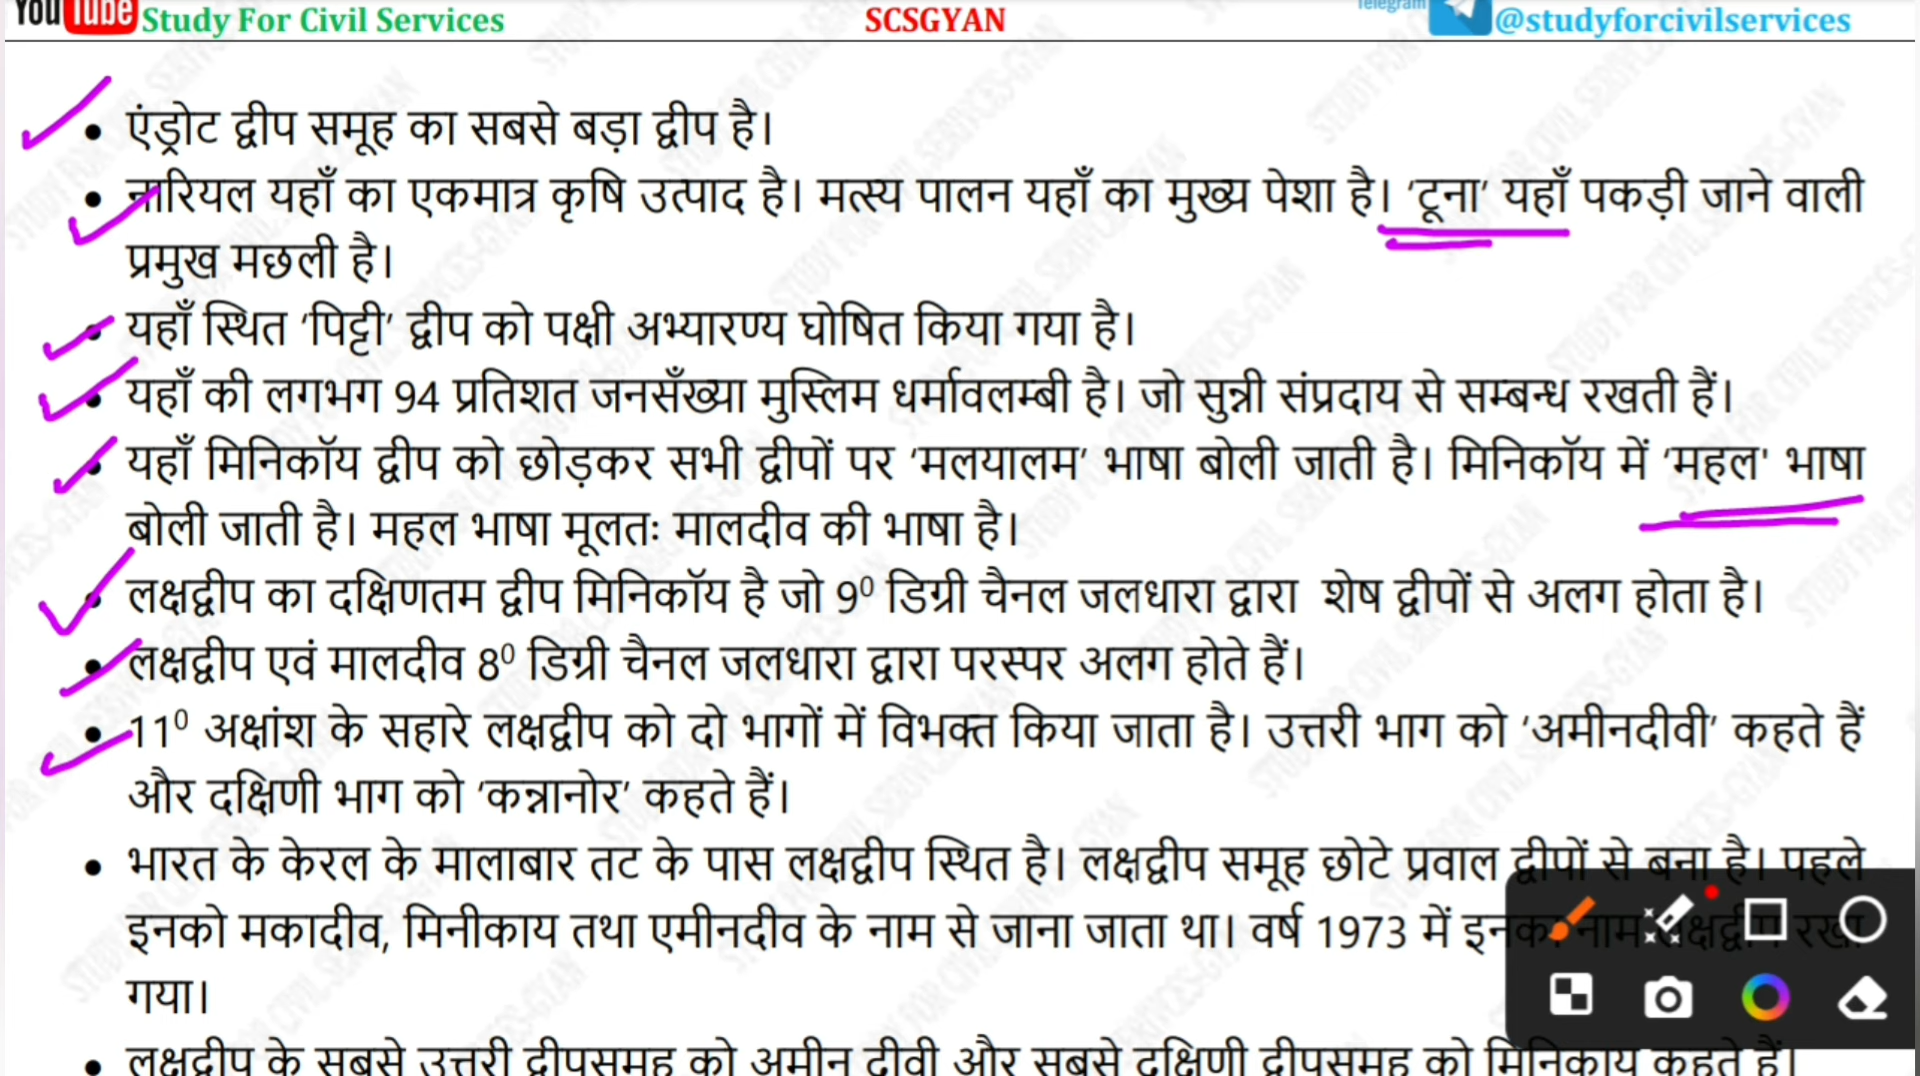 YouTube Study For Civil Services SCSGYAN Telegram @studyforcivilservices
• एंड्रोट द्वीप समूह का सबसे बड़ा द्वीप है।
• नारियल यहाँ का एकमात्र कृषि उत्पाद है। मत्स्य पालन यहाँ का मुख्य पेशा है। ‘टूना’ यहाँ पकड़ी जाने वाली
प्रमुख मछली है।
• यहाँ स्थित ‘पिट्टी’ द्वीप को पक्षी अभ्यारण्य घोषित किया गया है।
• यहाँ की लगभग 94 प्रतिशत जनसँख्या मुस्लिम धर्मावलम्बी है। जो सुन्नी संप्रदाय से सम्बन्ध रखती हैं।
• यहाँ मिनिकॉय द्वीप को छोड़कर सभी द्वीपों पर ‘मलयालम’ भाषा बोली जाती है। मिनिकॉय में ‘महल' भाषा
बोली जाती है। महल भाषा मूलतः मालदीव की भाषा है।
• लक्षद्वीप का दक्षिणतम द्वीप मिनिकॉय है जो 9⁰ डिग्री चैनल जलधारा द्वारा शेष द्वीपों से अलग होता है।
• लक्षद्वीप एवं मालदीव 8⁰ डिग्री चैनल जलधारा द्वारा परस्पर अलग होते हैं।
• 11⁰ अक्षांश के सहारे लक्षद्वीप को दो भागों में विभक्त किया जाता है। उत्तरी भाग को ‘अमीनदीवी’ कहते हैं
और दक्षिणी भाग को ‘कन्नानोर’ कहते हैं।
• भारत के केरल के मालाबार तट के पास लक्षद्वीप स्थित है। लक्षद्वीप समूह छोटे प्रवाल द्वीपों से बना है। पहले
इनको मकादीव, मिनीकाय तथा एमीनदीव के नाम से जाना जाता था। वर्ष 1973 में इनका नाम लक्षद्वीप रखा
गया।
• लक्षद्वीप के सबसे उत्तरी द्वीपसमूह को अमीन दीवी और सबसे दक्षिणी द्वीपसमूह को मिनिकाय कहते हैं।